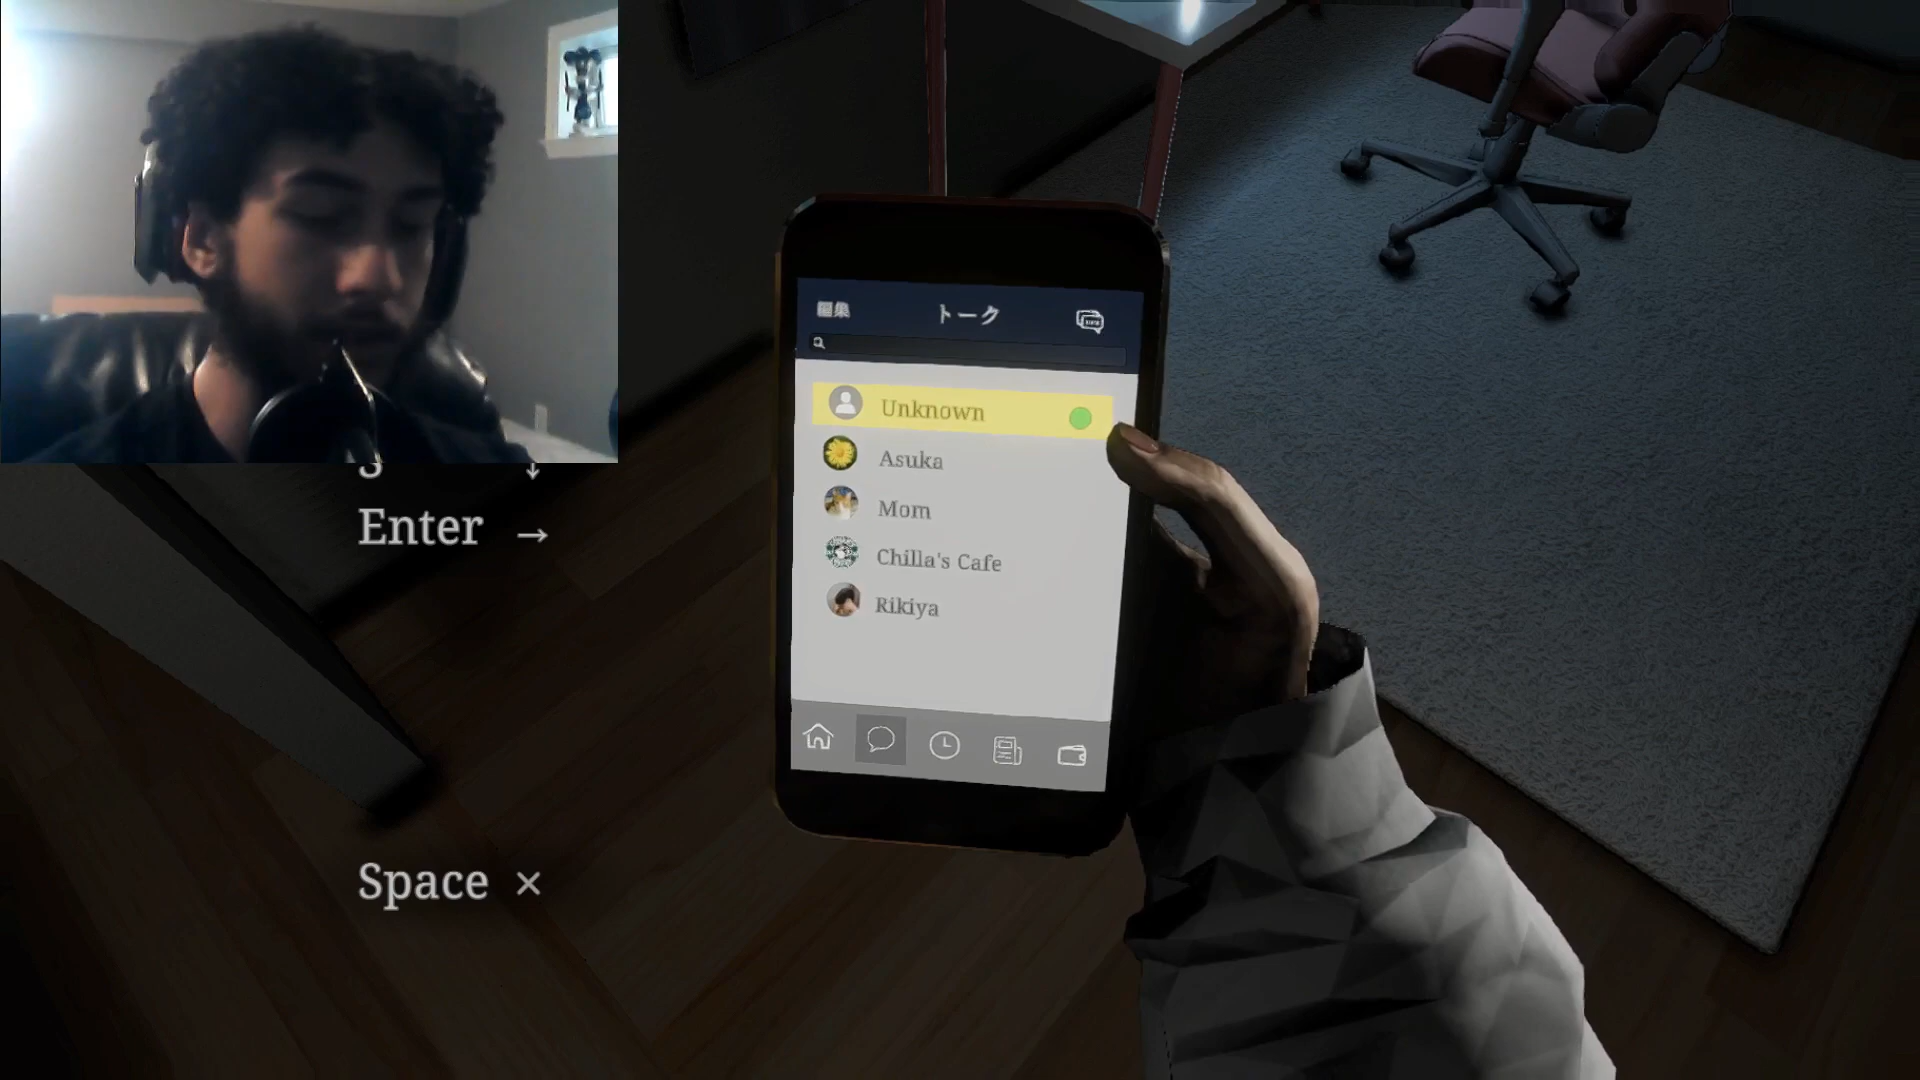 編集 トーク
Unknown
Asuka
Mom
Chilla's Cafe
Rikiya
S ↓
Enter →
Space ×